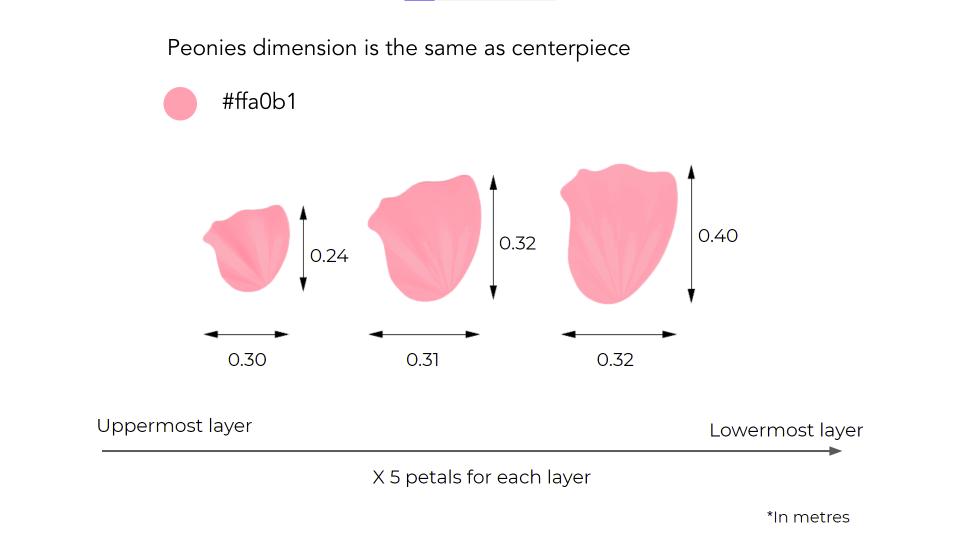 Peonies dimension is the same as centerpiece
#ffa0b1
0.24
0.32
0.40
0.30
0.31
0.32
Uppermost layer
Lowermost layer
X 5 petals for each layer
*In metres